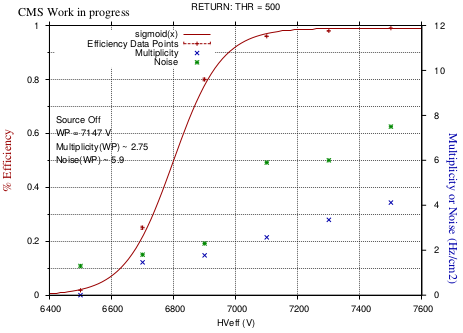 RETURN: THR = 500
CMS Work in progress
sigmoid(x)
Efficiency Data Points
Multiplicity
Noise
Source Off
WP = 7147 V
Multiplicity(WP) ~ 2.75
Noise(WP) ~ 5.9
% Efficiency
1
0.8
0.6
0.4
0.2
0
12
10
8
6
4
2
0
Multiplicity or Noise (Hz/cm2)
6400 6600 6800 7000 7200 7400 7600
HVeff (V)